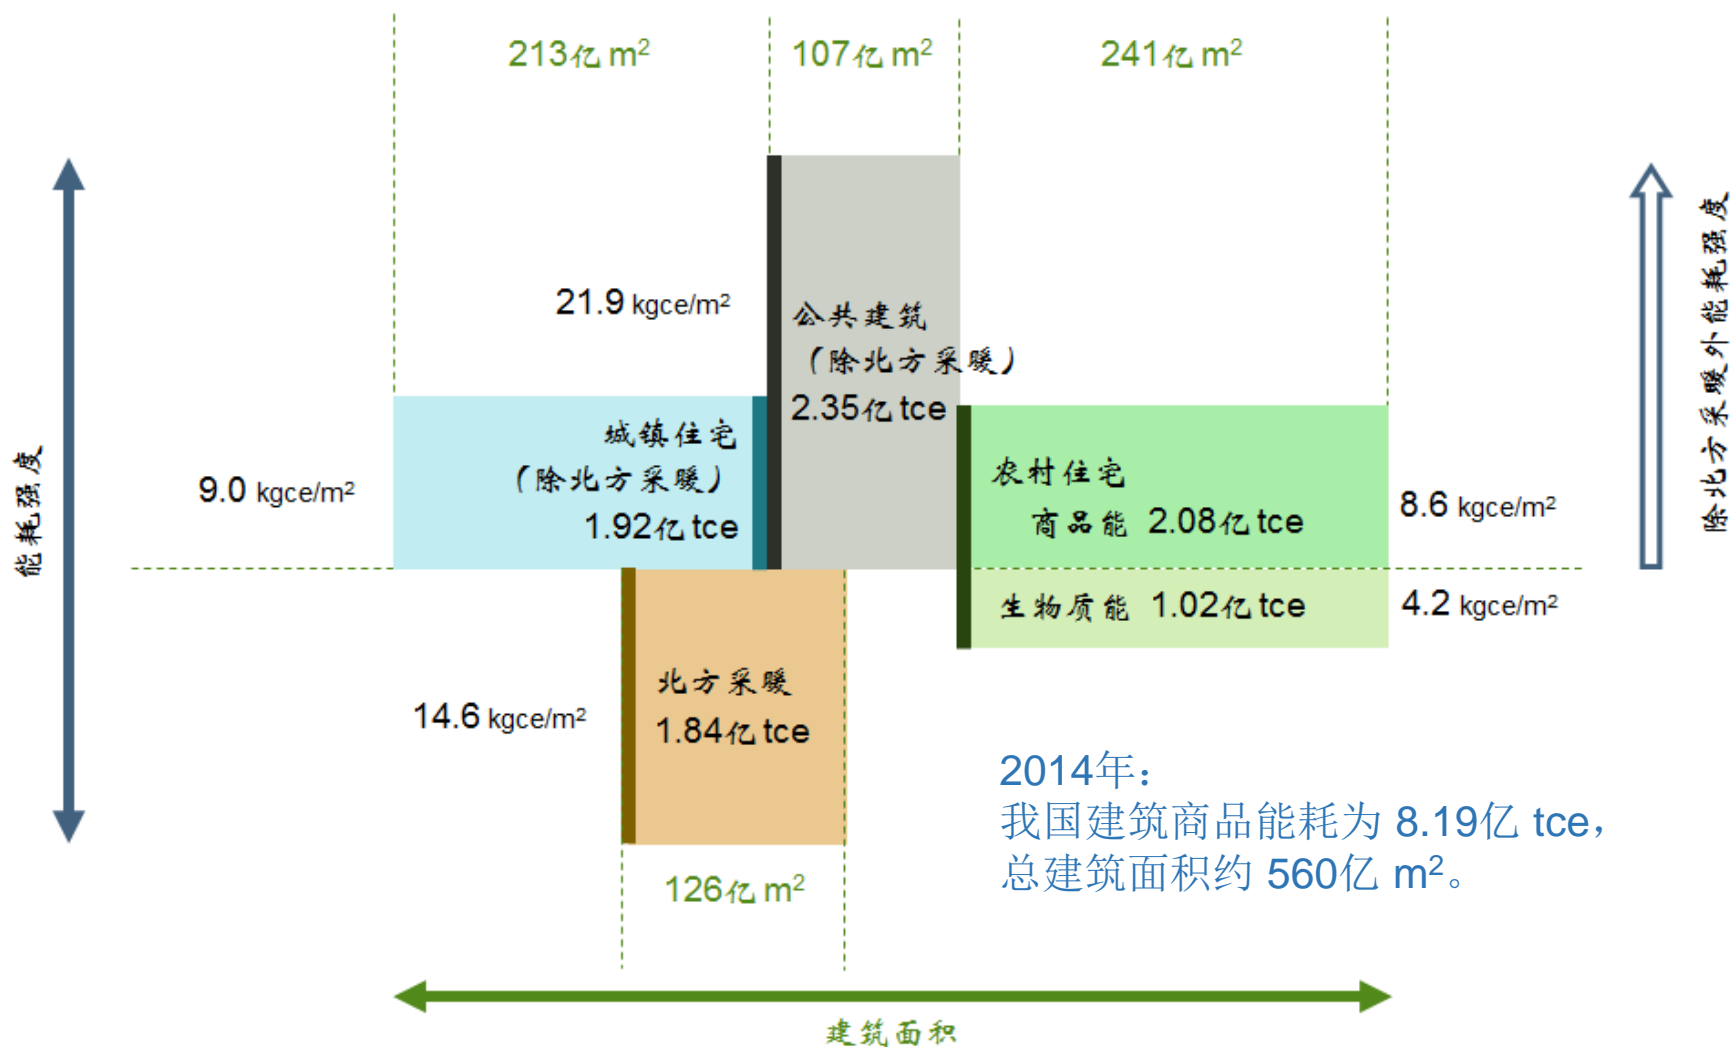 213亿 m²
107亿 m²
241亿 m²
能耗强度
除北方采暖外能耗强度
21.9 kgce/m²
公共建筑
（除北方采暖）
2.35亿 tce
9.0 kgce/m²
城镇住宅
（除北方采暖）
1.92亿 tce
农村住宅
商品能 2.08亿 tce
8.6 kgce/m²
生物质能 1.02亿 tce
4.2 kgce/m²
14.6 kgce/m²
北方采暖
1.84亿 tce
126亿 m²
2014年：
我国建筑商品能耗为 8.19亿 tce，
总建筑面积约 560亿 m²。
建筑面积